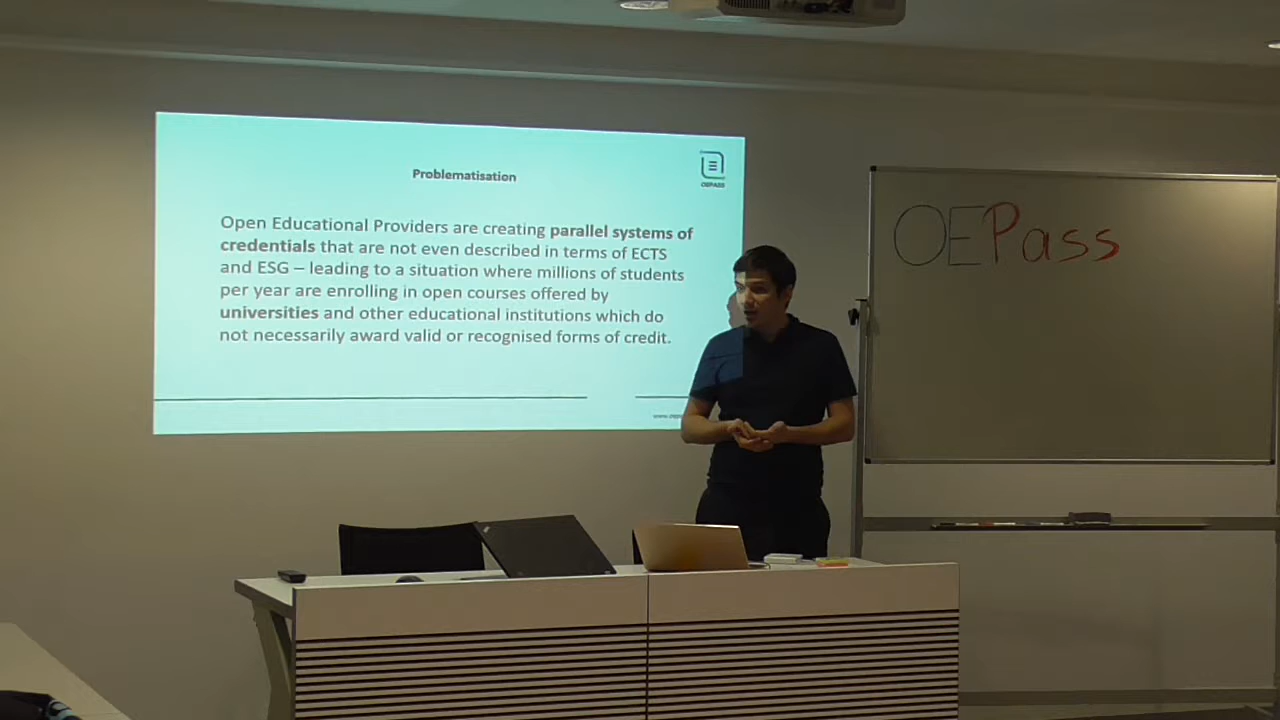 Problematisation
OEPASS
Open Educational Providers are creating parallel systems of
credentials that are not even described in terms of ECTS
and ESG – leading to a situation where millions of students
per year are enrolling in open courses offered by
universities and other educational institutions which do
not necessarily award valid or recognised forms of credit.
OEPass